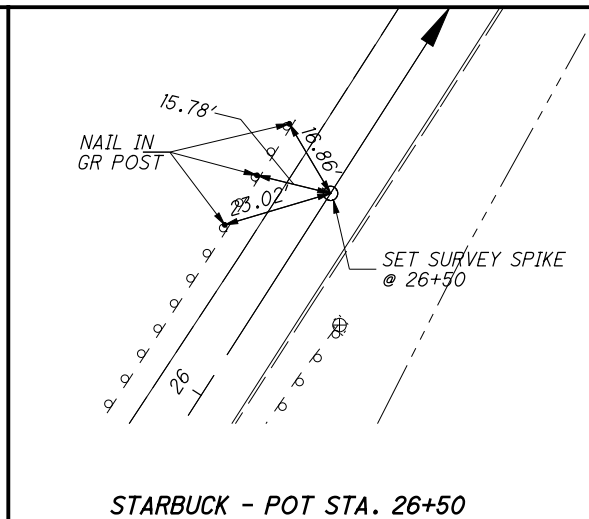 15.78'
NAIL IN
GR POST
16.86'
23.02'
SET SURVEY SPIKE
@ 26+50
26
STARBUCK - POT STA. 26+50